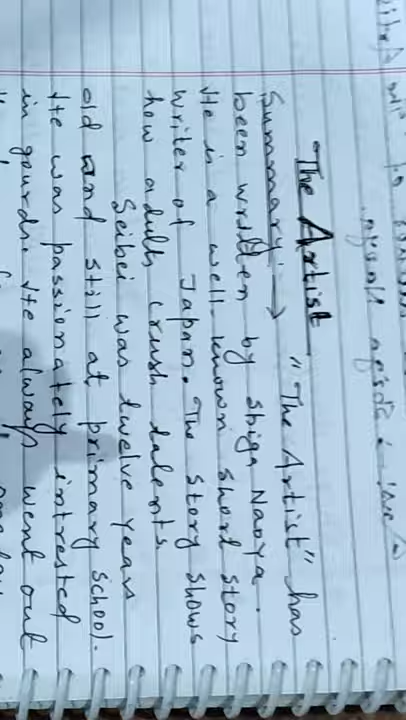 "The Artist
Summary:→ "The Artist" has
been written by Shiga Naoya.
He is a well-known short story
writer of Japan. The story shows
how adults crush talents.
Seibei was twelve years
old and still at primary school.
He was passionately intrested
in gourds. He always went out